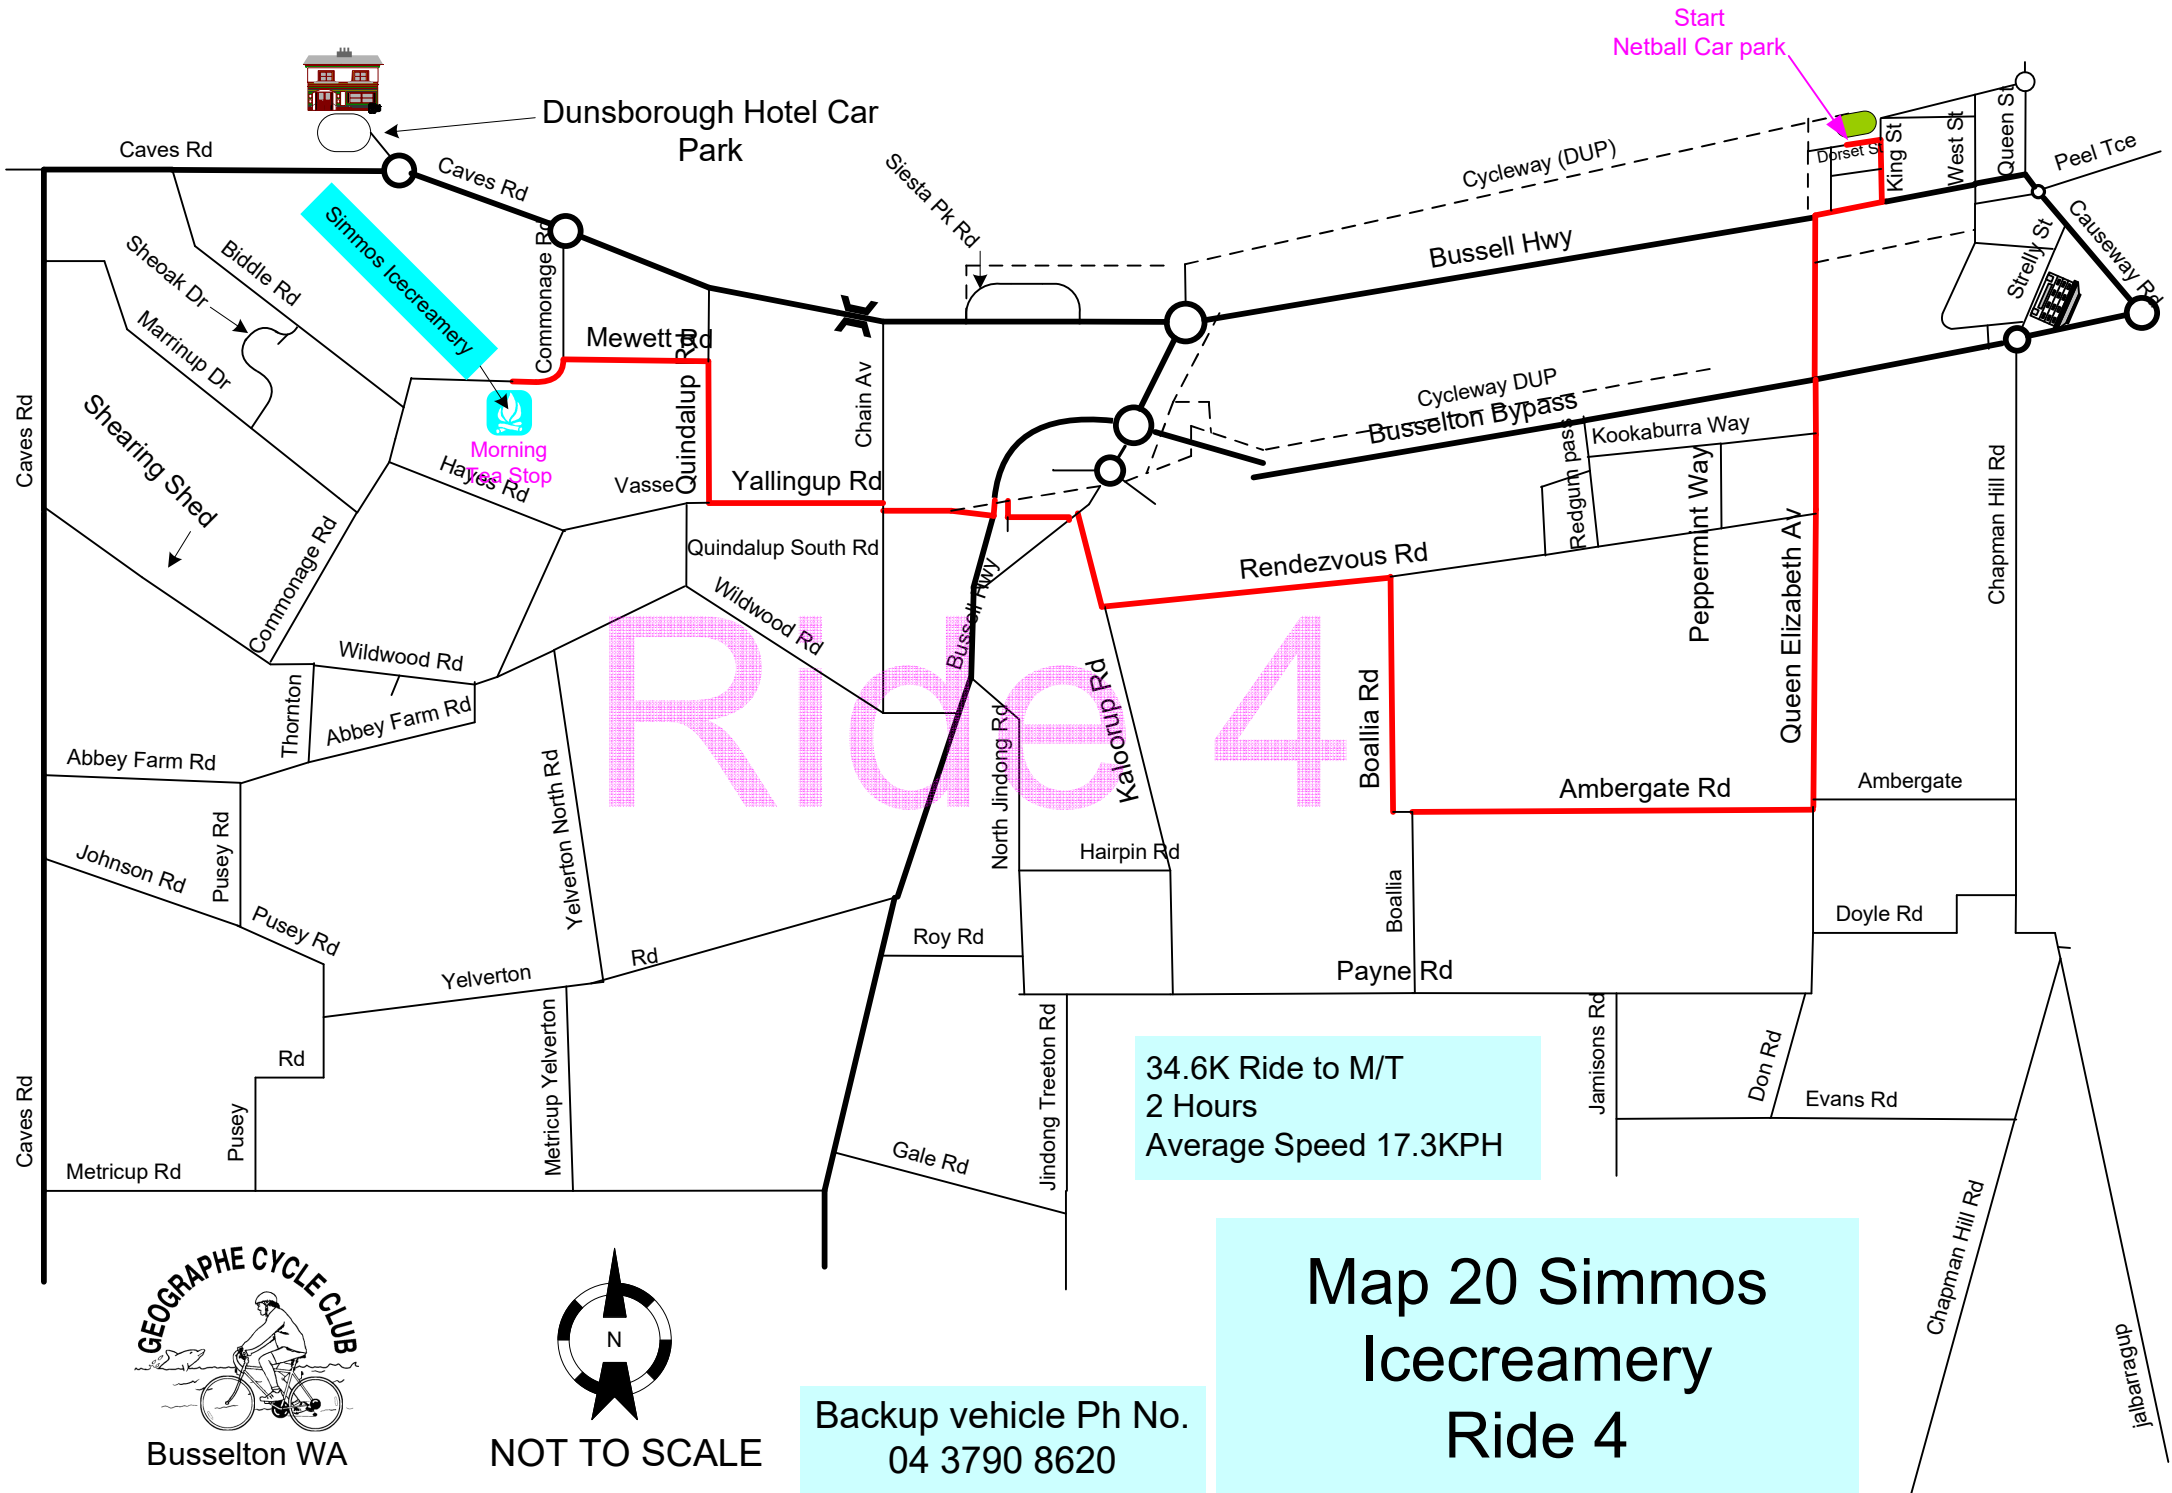 Start
Netball Car park
Dunsborough Hotel Car
Park
Caves Rd
Caves Rd
Siesta Pk Rd
Cycleway (DUP)
Dorset St
King St
West St
Queen St
Peel Tce
Causeway Rd
Strelly St
Bussell Hwy
Simmos Icecreamery
Commonage Rd
Biddle Rd
Sheoak Dr
Marrinup Dr
Mewett Rd
Quindalup Rd
Chain Av
Cycleway DUP
Busselton Bypass
Kookaburra Way
Redgum pass
Peppermint Way
Queen Elizabeth Av
Chapman Hill Rd
Caves Rd
Shearing Shed
Morning
Tea Stop
Hayes Rd
Vasse
Yallingup Rd
Quindalup South Rd
Commonage Rd
Wildwood Rd
Bussell Hwy
Rendezvous Rd
Ride 4
Wildwood Rd
Thornton
Abbey Farm Rd
Abbey Farm Rd
Yelverton North Rd
North Jindong Rd
Kaloorup Rd
Boallia Rd
Ambergate Rd
Ambergate
Johnson Rd
Pusey Rd
Pusey Rd
Hairpin Rd
Boallia
Doyle Rd
Roy Rd
Yelverton
Rd
Payne Rd
Rd
Pusey
Metricup Yelverton
Jindong Treeton Rd
Jamisons Rd
Don Rd
Evans Rd
34.6K Ride to M/T
2 Hours
Average Speed 17.3KPH
Caves Rd
Metricup Rd
Gale Rd
Chapman Hill Rd
jalbarragup
GEOGRAPHE CYCLE CLUB
Busselton WA
N
NOT TO SCALE
Backup vehicle Ph No.
04 3790 8620
Map 20 Simmos
Icecreamery
Ride 4